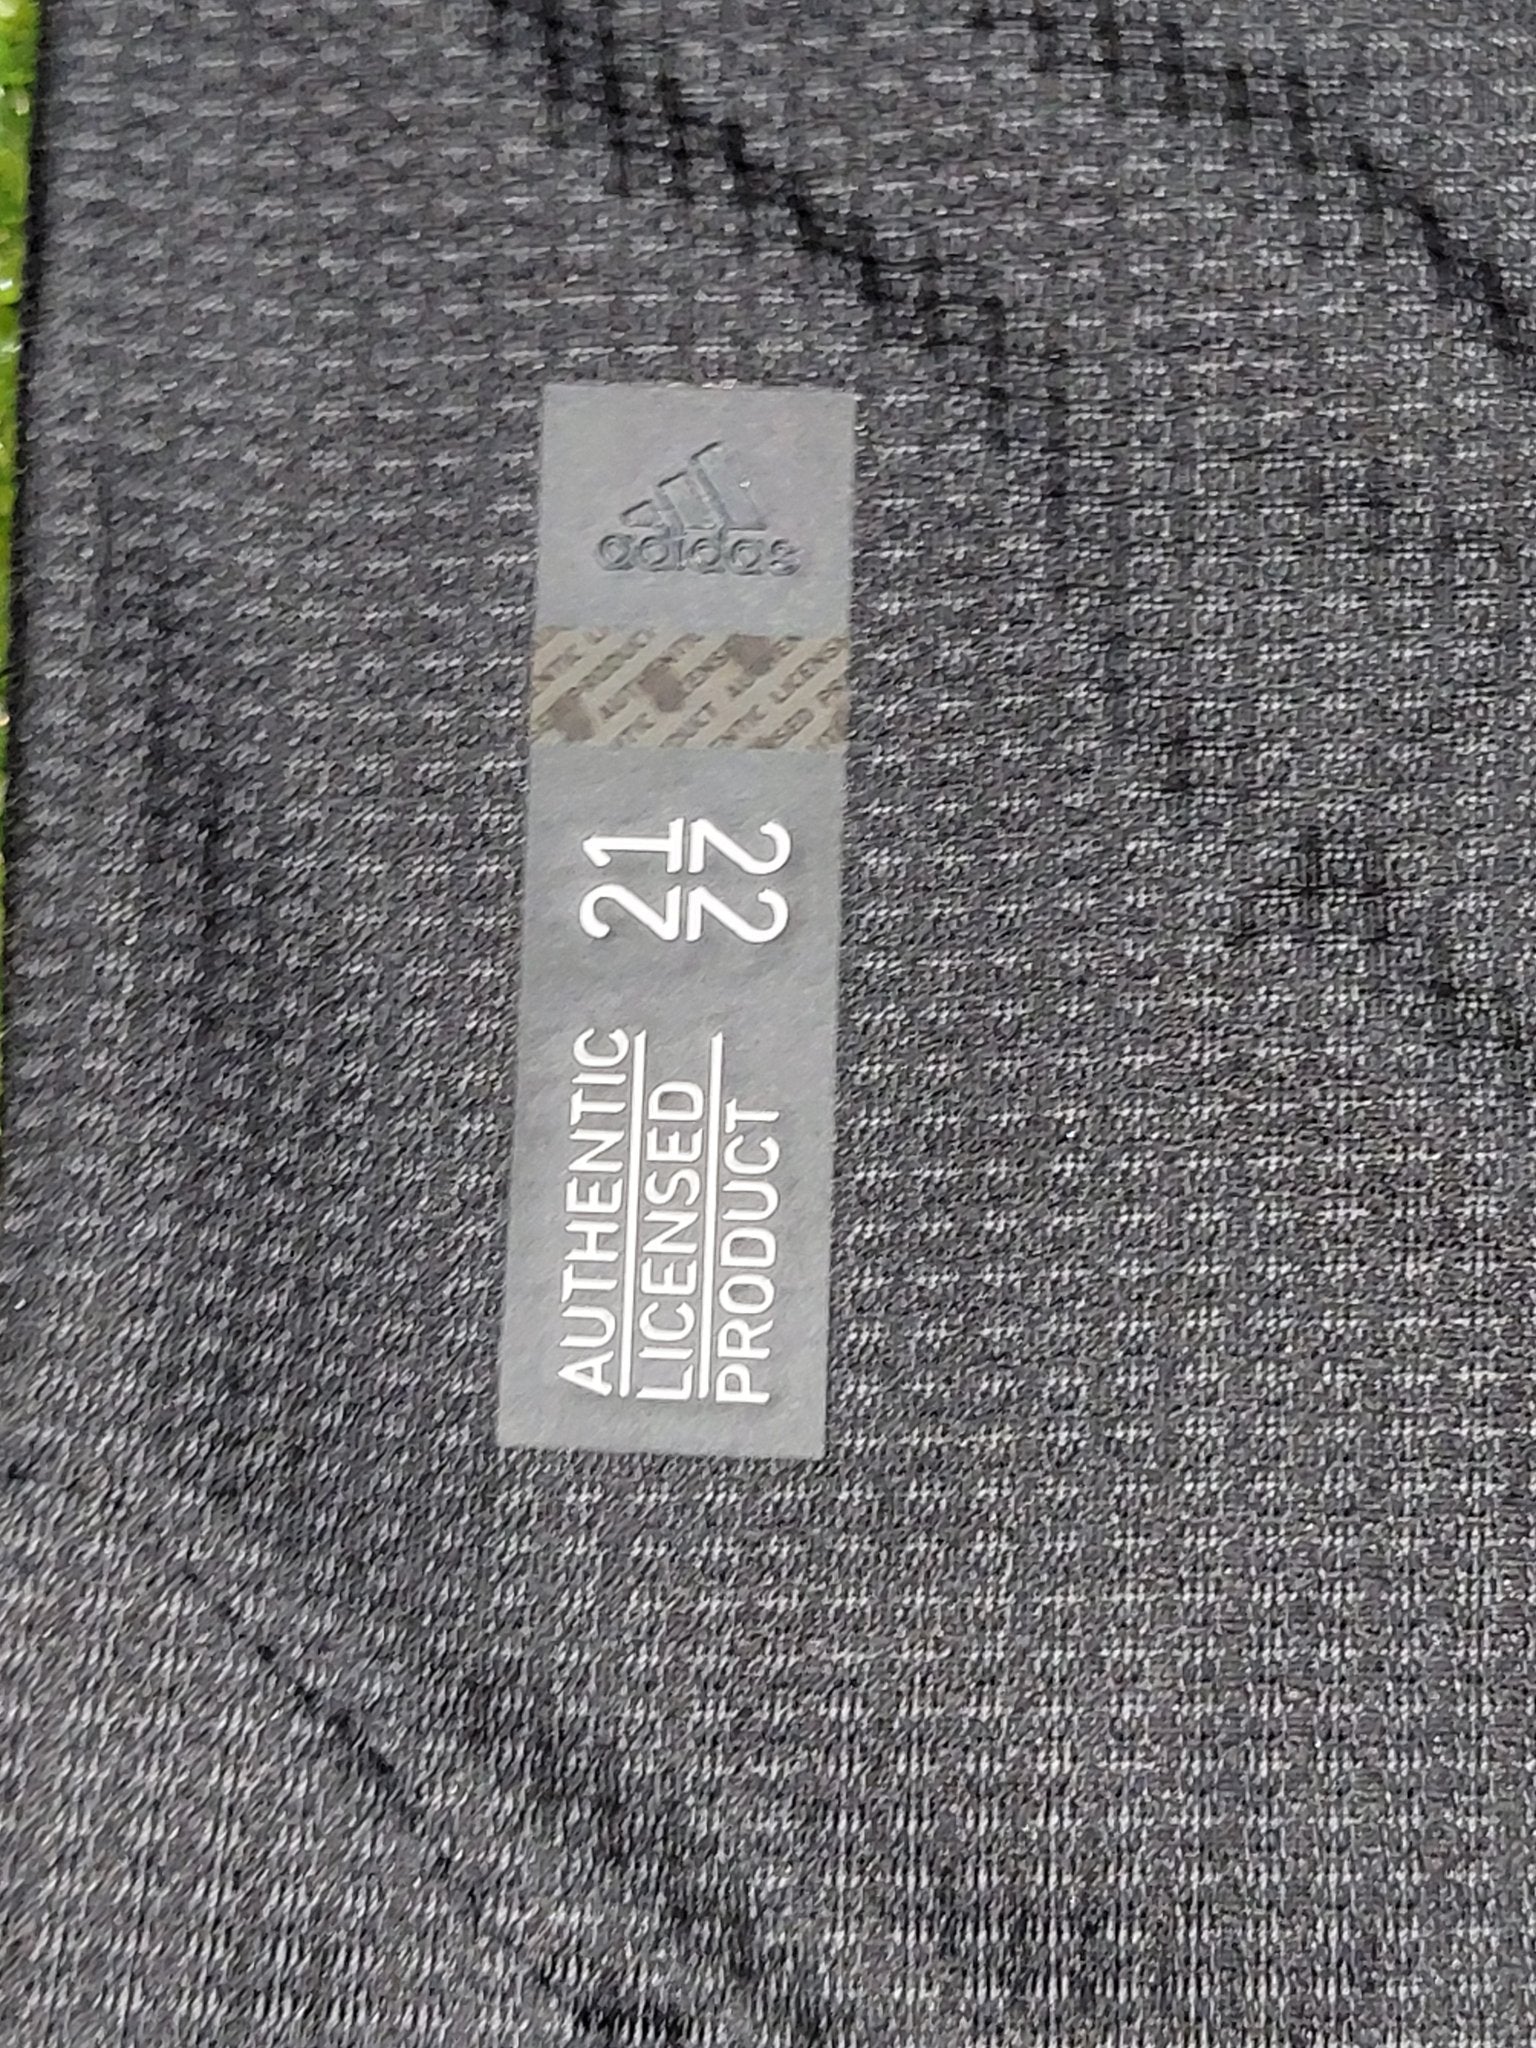 adidas
21
22
AUTHENTIC
LICENSED
PRODUCT